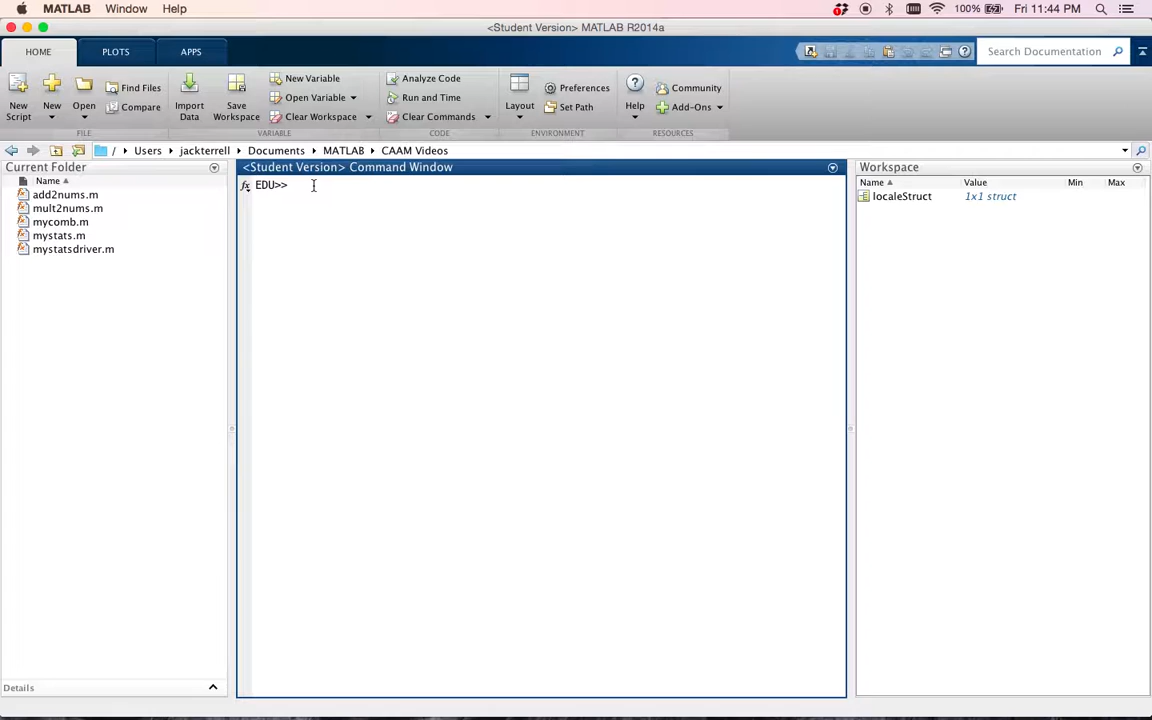 MATLAB Window Help 100% Fri 11:44 PM
<Student Version> MATLAB R2014a
HOME PLOTS APPS Search Documentation
New Script
New
Open
Find Files
Compare
FILE
Import Data
Save Workspace
New Variable
Open Variable
Clear Workspace
VARIABLE
Analyze Code
Run and Time
Clear Commands
CODE
Layout
Preferences
Set Path
ENVIRONMENT
Help
Community
Add-Ons
RESOURCES
/ Users jackterrell Documents MATLAB CAAM Videos
Current Folder
Name
add2nums.m
mult2nums.m
mycomb.m
mystats.m
mystatsdriver.m
Details
<Student Version> Command Window
fx EDU>>
Workspace
Name Value Min Max
localeStruct 1x1 struct